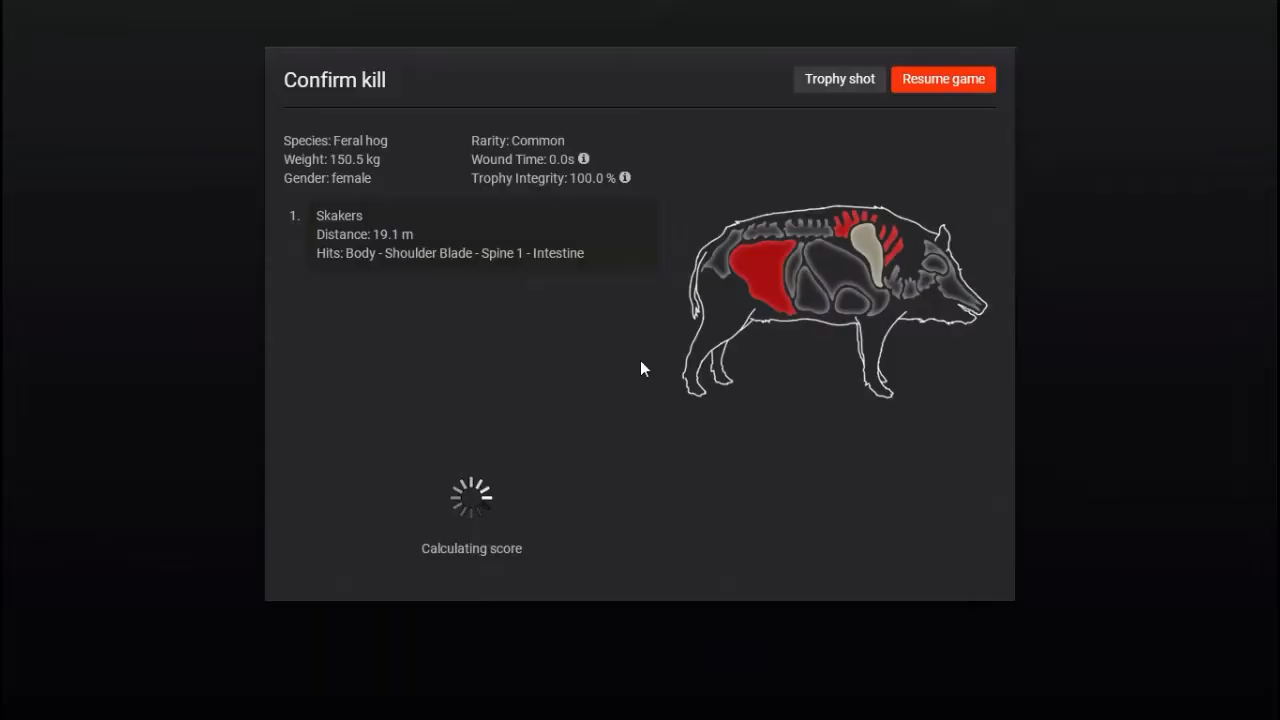 Confirm kill
Trophy shot
Resume game
Species: Feral hog
Weight: 150.5 kg
Gender: female
Rarity: Common
Wound Time: 0.0s
Trophy Integrity: 100.0 %
1. Skakers
Distance: 19.1 m
Hits: Body - Shoulder Blade - Spine 1 - Intestine
Calculating score